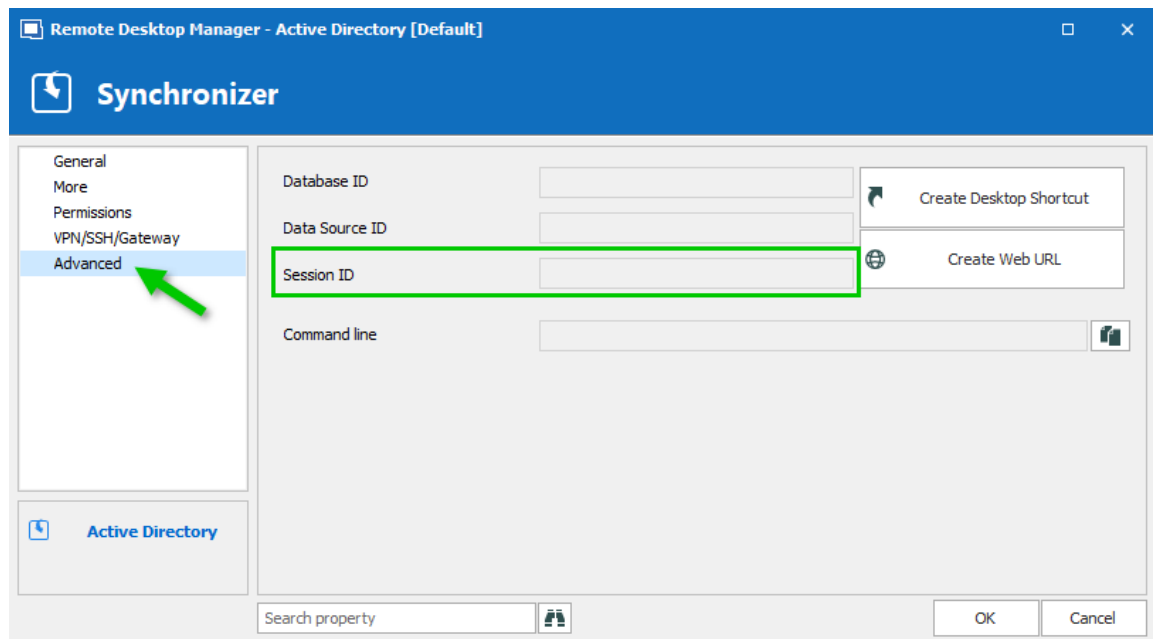 Remote Desktop Manager - Active Directory [Default]
Synchronizer
General
More
Permissions
VPN/SSH/Gateway
Advanced
Active Directory
Database ID
Data Source ID
Session ID
Command line
Create Desktop Shortcut
Create Web URL
Search property
OK
Cancel